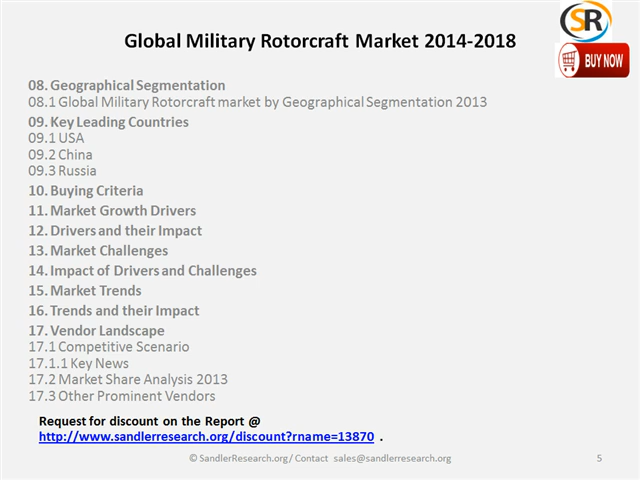 Global Military Rotorcraft Market 2014-2018
SR
BUY NOW
08. Geographical Segmentation
08.1 Global Military Rotorcraft market by Geographical Segmentation 2013
09. Key Leading Countries
09.1 USA
09.2 China
09.3 Russia
10. Buying Criteria
11. Market Growth Drivers
12. Drivers and their Impact
13. Market Challenges
14. Impact of Drivers and Challenges
15. Market Trends
16. Trends and their Impact
17. Vendor Landscape
17.1 Competitive Scenario
17.1.1 Key News
17.2 Market Share Analysis 2013
17.3 Other Prominent Vendors
Request for discount on the Report @
http://www.sandlerresearch.org/discount?rname=13870 .
© SandlerResearch.org/ Contact sales@sandlerresearch.org
5